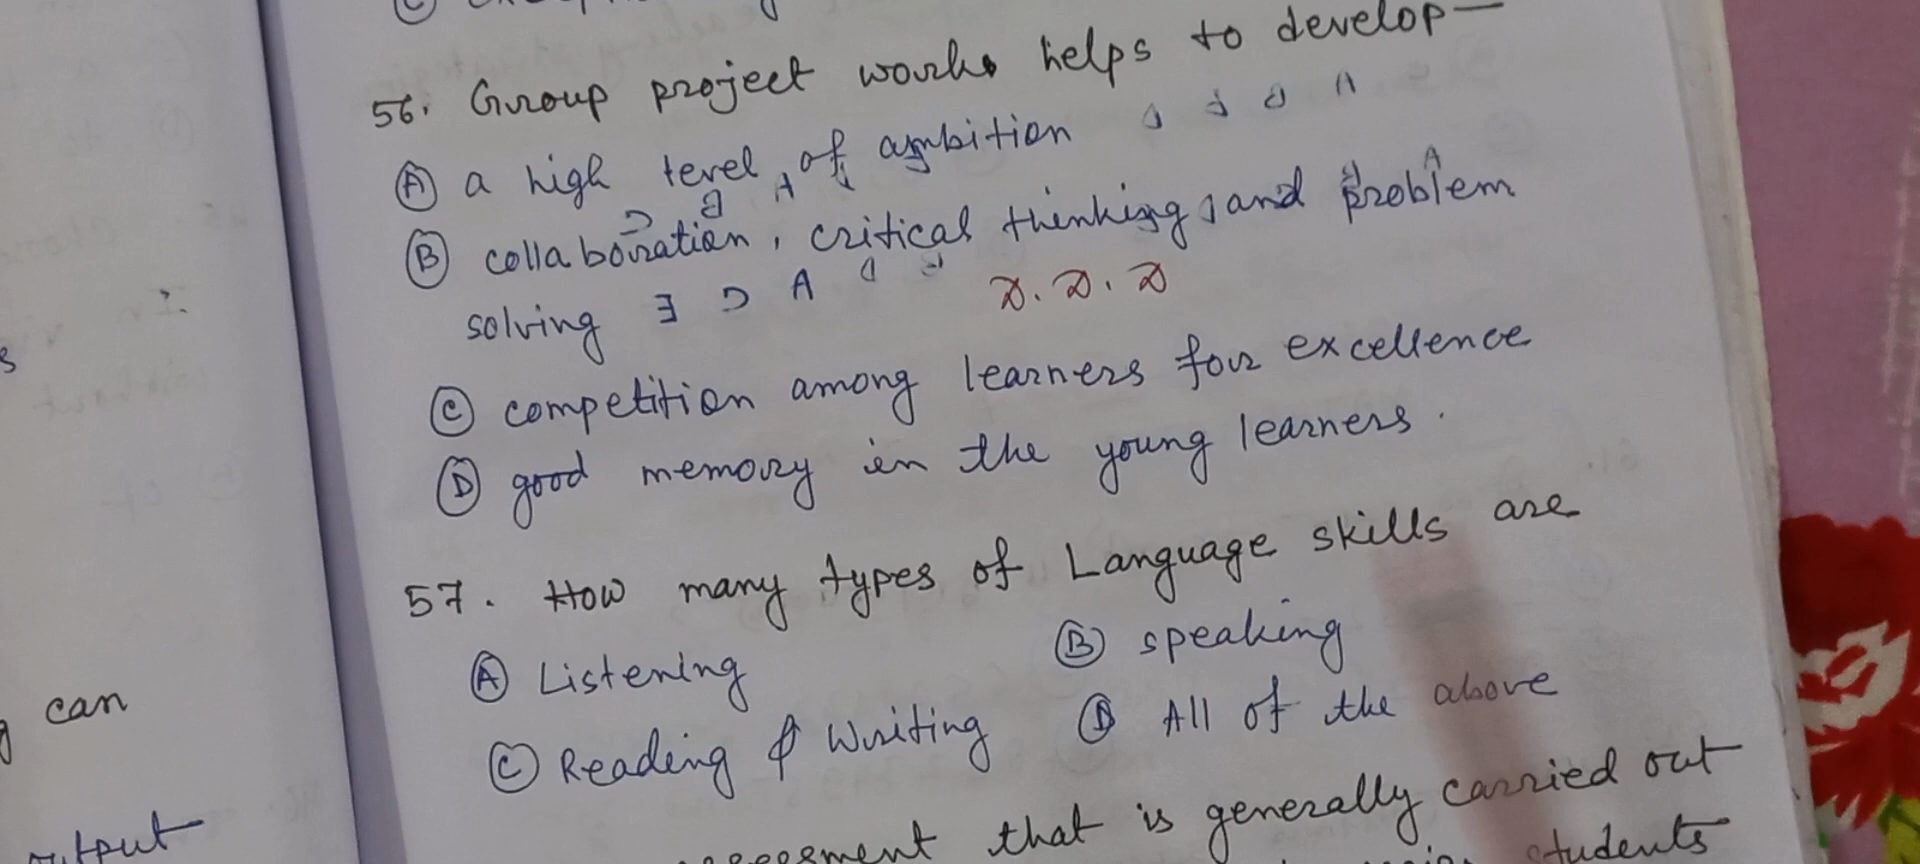 56. Group project works helps to develop—
Ⓐ a high level of ambition
Ⓑ collaboration, critical thinking, and problem
solving
Ⓒ competition among learners for excellence
Ⓓ good memory in the young learners.
57. How many types of Language skills are
Ⓐ Listening Ⓑ speaking
Ⓒ Reading & Writing Ⓓ All of the above
that is generally carried out
students
can